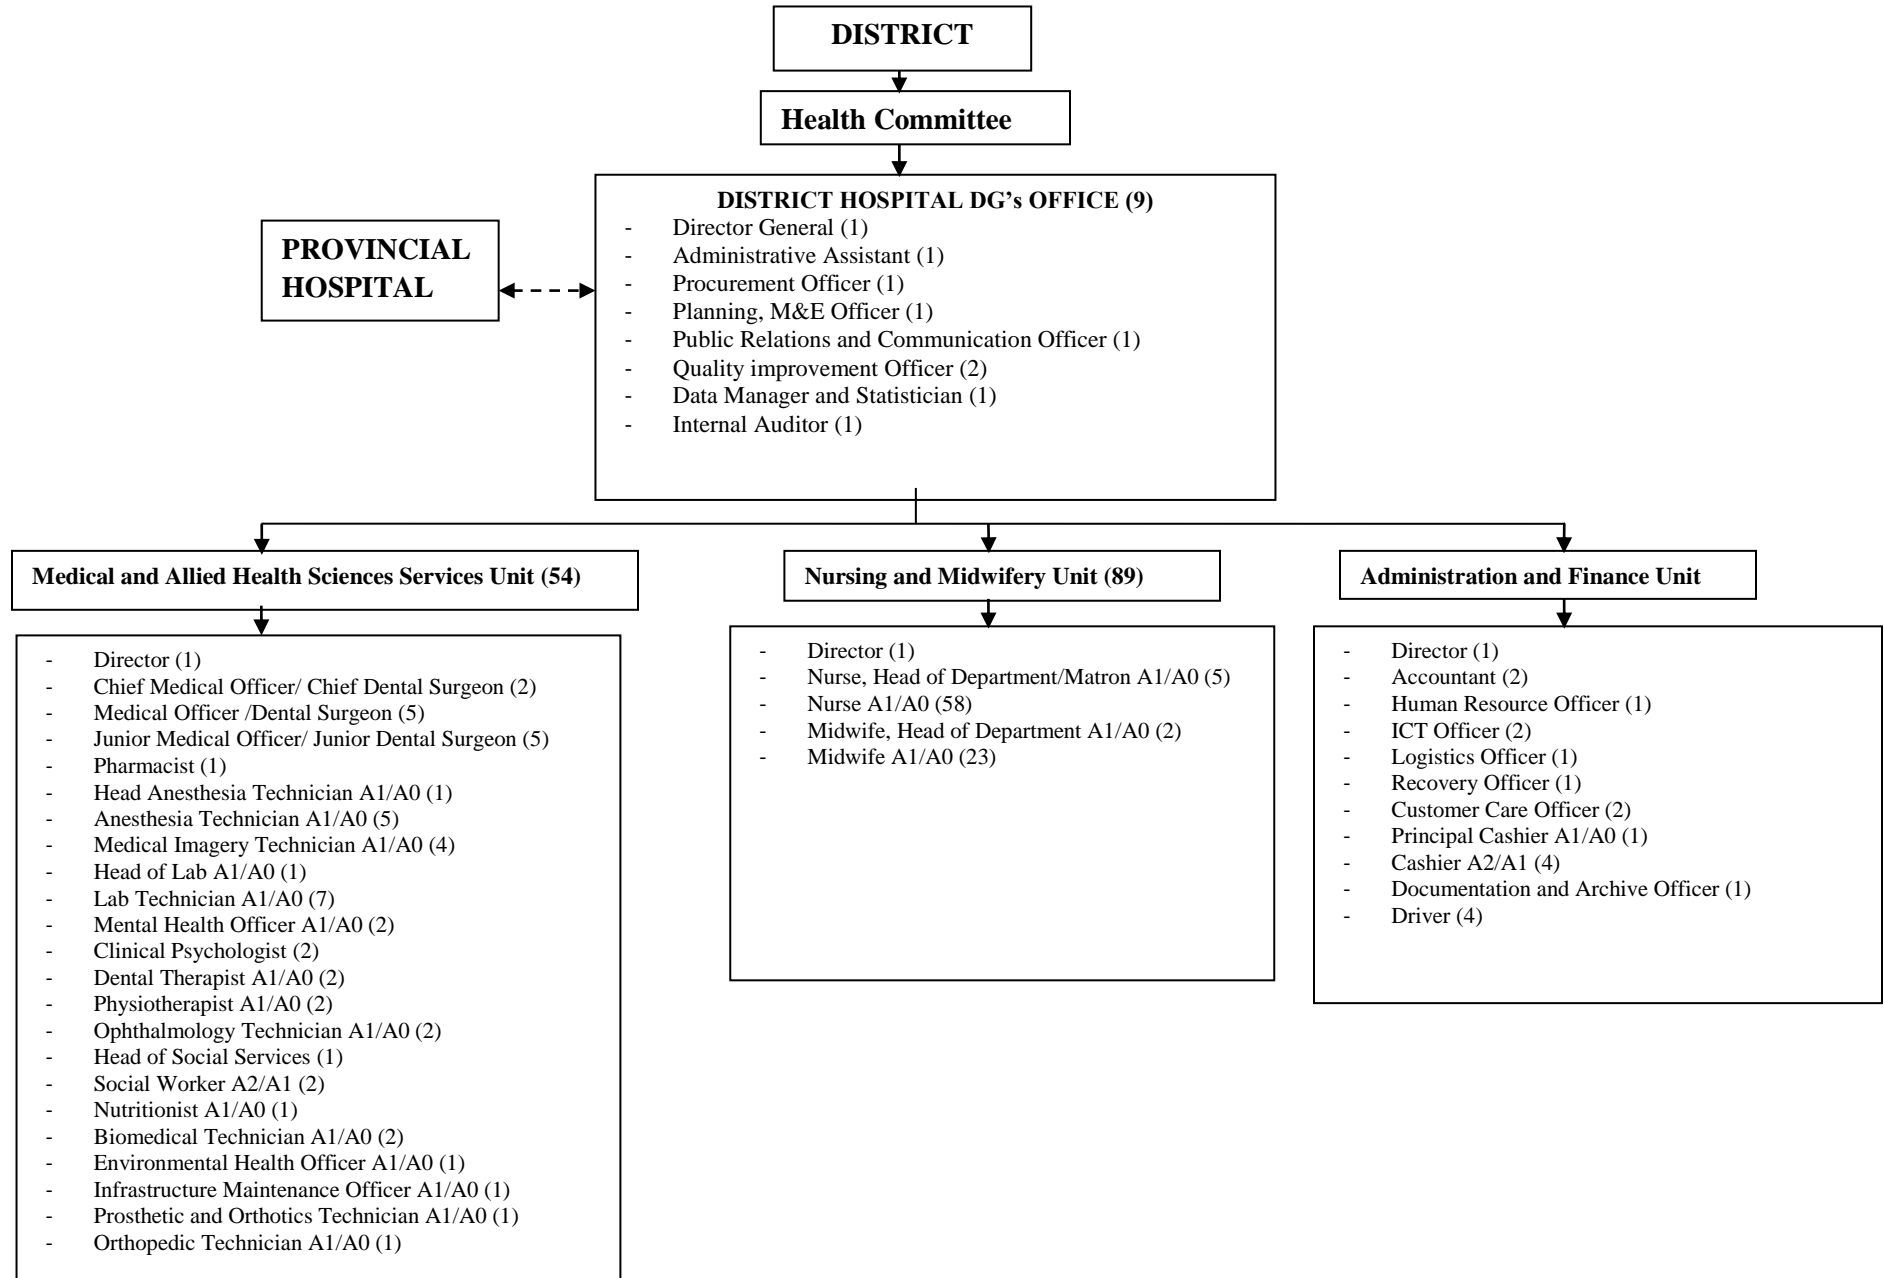 DISTRICT
Health Committee
DISTRICT HOSPITAL DG’s OFFICE (9)
- Director General (1)
- Administrative Assistant (1)
- Procurement Officer (1)
- Planning, M&E Officer (1)
- Public Relations and Communication Officer (1)
- Quality improvement Officer (2)
- Data Manager and Statistician (1)
- Internal Auditor (1)
PROVINCIAL
HOSPITAL
Medical and Allied Health Sciences Services Unit (54)
- Director (1)
- Chief Medical Officer/ Chief Dental Surgeon (2)
- Medical Officer /Dental Surgeon (5)
- Junior Medical Officer/ Junior Dental Surgeon (5)
- Pharmacist (1)
- Head Anesthesia Technician A1/A0 (1)
- Anesthesia Technician A1/A0 (5)
- Medical Imagery Technician A1/A0 (4)
- Head of Lab A1/A0 (1)
- Lab Technician A1/A0 (7)
- Mental Health Officer A1/A0 (2)
- Clinical Psychologist (2)
- Dental Therapist A1/A0 (2)
- Physiotherapist A1/A0 (2)
- Ophthalmology Technician A1/A0 (2)
- Head of Social Services (1)
- Social Worker A2/A1 (2)
- Nutritionist A1/A0 (1)
- Biomedical Technician A1/A0 (2)
- Environmental Health Officer A1/A0 (1)
- Infrastructure Maintenance Officer A1/A0 (1)
- Prosthetic and Orthotics Technician A1/A0 (1)
- Orthopedic Technician A1/A0 (1)
Nursing and Midwifery Unit (89)
- Director (1)
- Nurse, Head of Department/Matron A1/A0 (5)
- Nurse A1/A0 (58)
- Midwife, Head of Department A1/A0 (2)
- Midwife A1/A0 (23)
Administration and Finance Unit
- Director (1)
- Accountant (2)
- Human Resource Officer (1)
- ICT Officer (2)
- Logistics Officer (1)
- Recovery Officer (1)
- Customer Care Officer (2)
- Principal Cashier A1/A0 (1)
- Cashier A2/A1 (4)
- Documentation and Archive Officer (1)
- Driver (4)